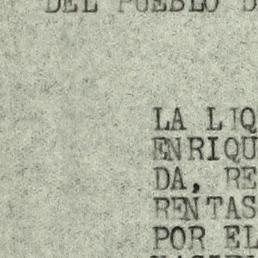 DEL PUEBLO D
LA LIQ
ENRIQU
DA, RE
RENTAS
POR EL